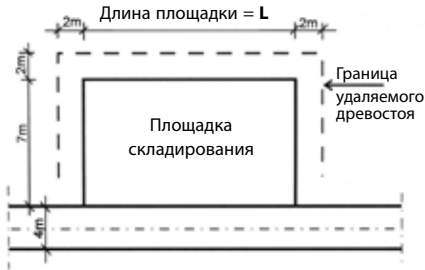 Длина площадки = L
2m
2m
2m
7m
4m
Площадка
складирования
Граница
удаляемого
древостоя